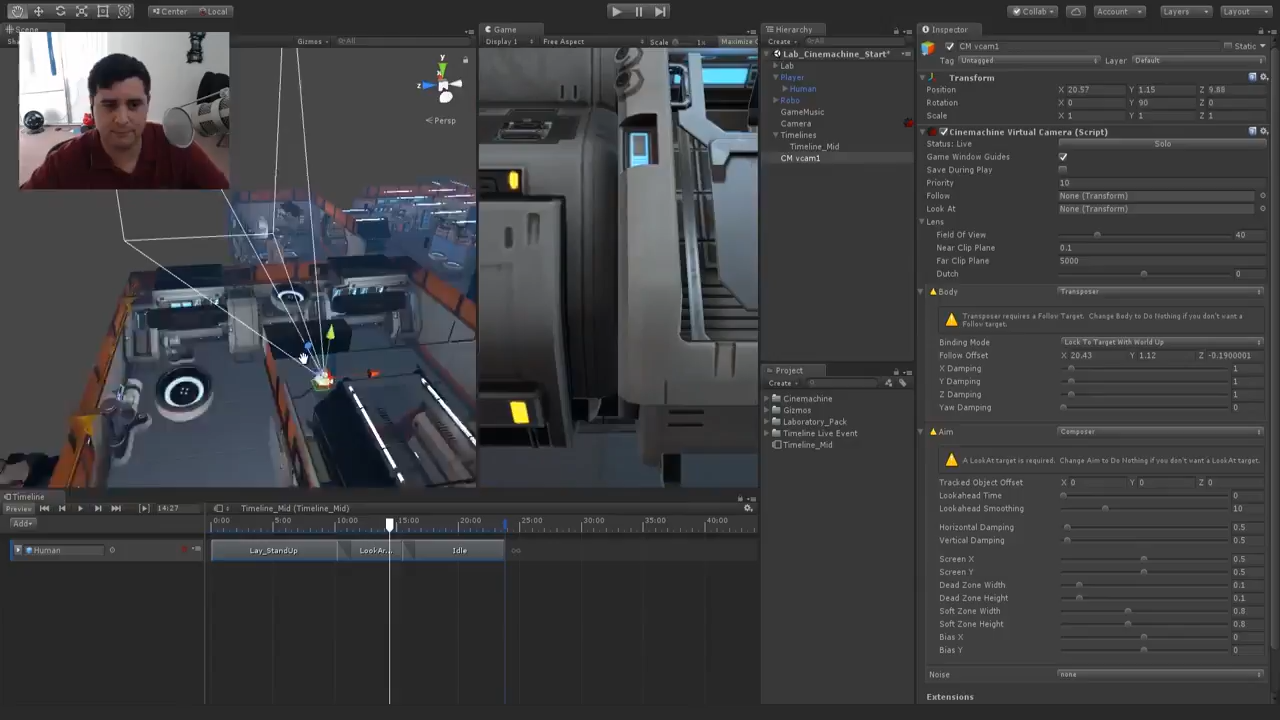 Center
Local
Collab
Account
Layers
Layout
Scene
Gizmos
All
y
x
z
Persp
Game
Display 1
Free Aspect
Scale
1x
Maximize
Hierarchy
Create
All
Lab_Cinemachine_Start*
Lab
Player
Human
Robo
GameMusic
Camera
Timelines
Timeline_Mid
CM vcam1
Project
Create
Cinemachine
Gizmos
Laboratory_Pack
Timeline Live Event
Timeline_Mid
Inspector
CM vcam1
Static
Tag Untagged Layer Default
Transform
Position X 20.57 Y 1.15 Z 9.88
Rotation X 0 Y 90 Z 0
Scale X 1 Y 1 Z 1
Cinemachine Virtual Camera (Script)
Status: Live Solo
Game Window Guides
Save During Play
Priority 10
Follow None (Transform)
Look At None (Transform)
Lens
Field Of View 40
Near Clip Plane 0.1
Far Clip Plane 5000
Dutch 0
Body Transposer
Transposer requires a Follow Target. Change Body to Do Nothing if you don't want a
Follow target.
Binding Mode Lock To Target With World Up
Follow Offset X 20.43 Y 1.12 Z -0.1900001
X Damping 1
Y Damping 1
Z Damping 1
Yaw Damping 0
Aim Composer
A LookAt target is required. Change Aim to Do Nothing if you don't want a LookAt target.
Tracked Object Offset X 0 Y 0 Z 0
Lookahead Time 0
Lookahead Smoothing 10
Horizontal Damping 0.5
Vertical Damping 0.5
Screen X 0.5
Screen Y 0.5
Dead Zone Width 0.1
Dead Zone Height 0.1
Soft Zone Width 0.8
Soft Zone Height 0.8
Bias X 0
Bias Y 0
Noise none
Extensions
Timeline
Preview
14:27
Timeline_Mid (Timeline_Mid)
Add
0:00 5:00 10:00 15:00 20:00 25:00 30:00 35:00 40:00
Human
Lay_StandUp
LookAr...
Idle